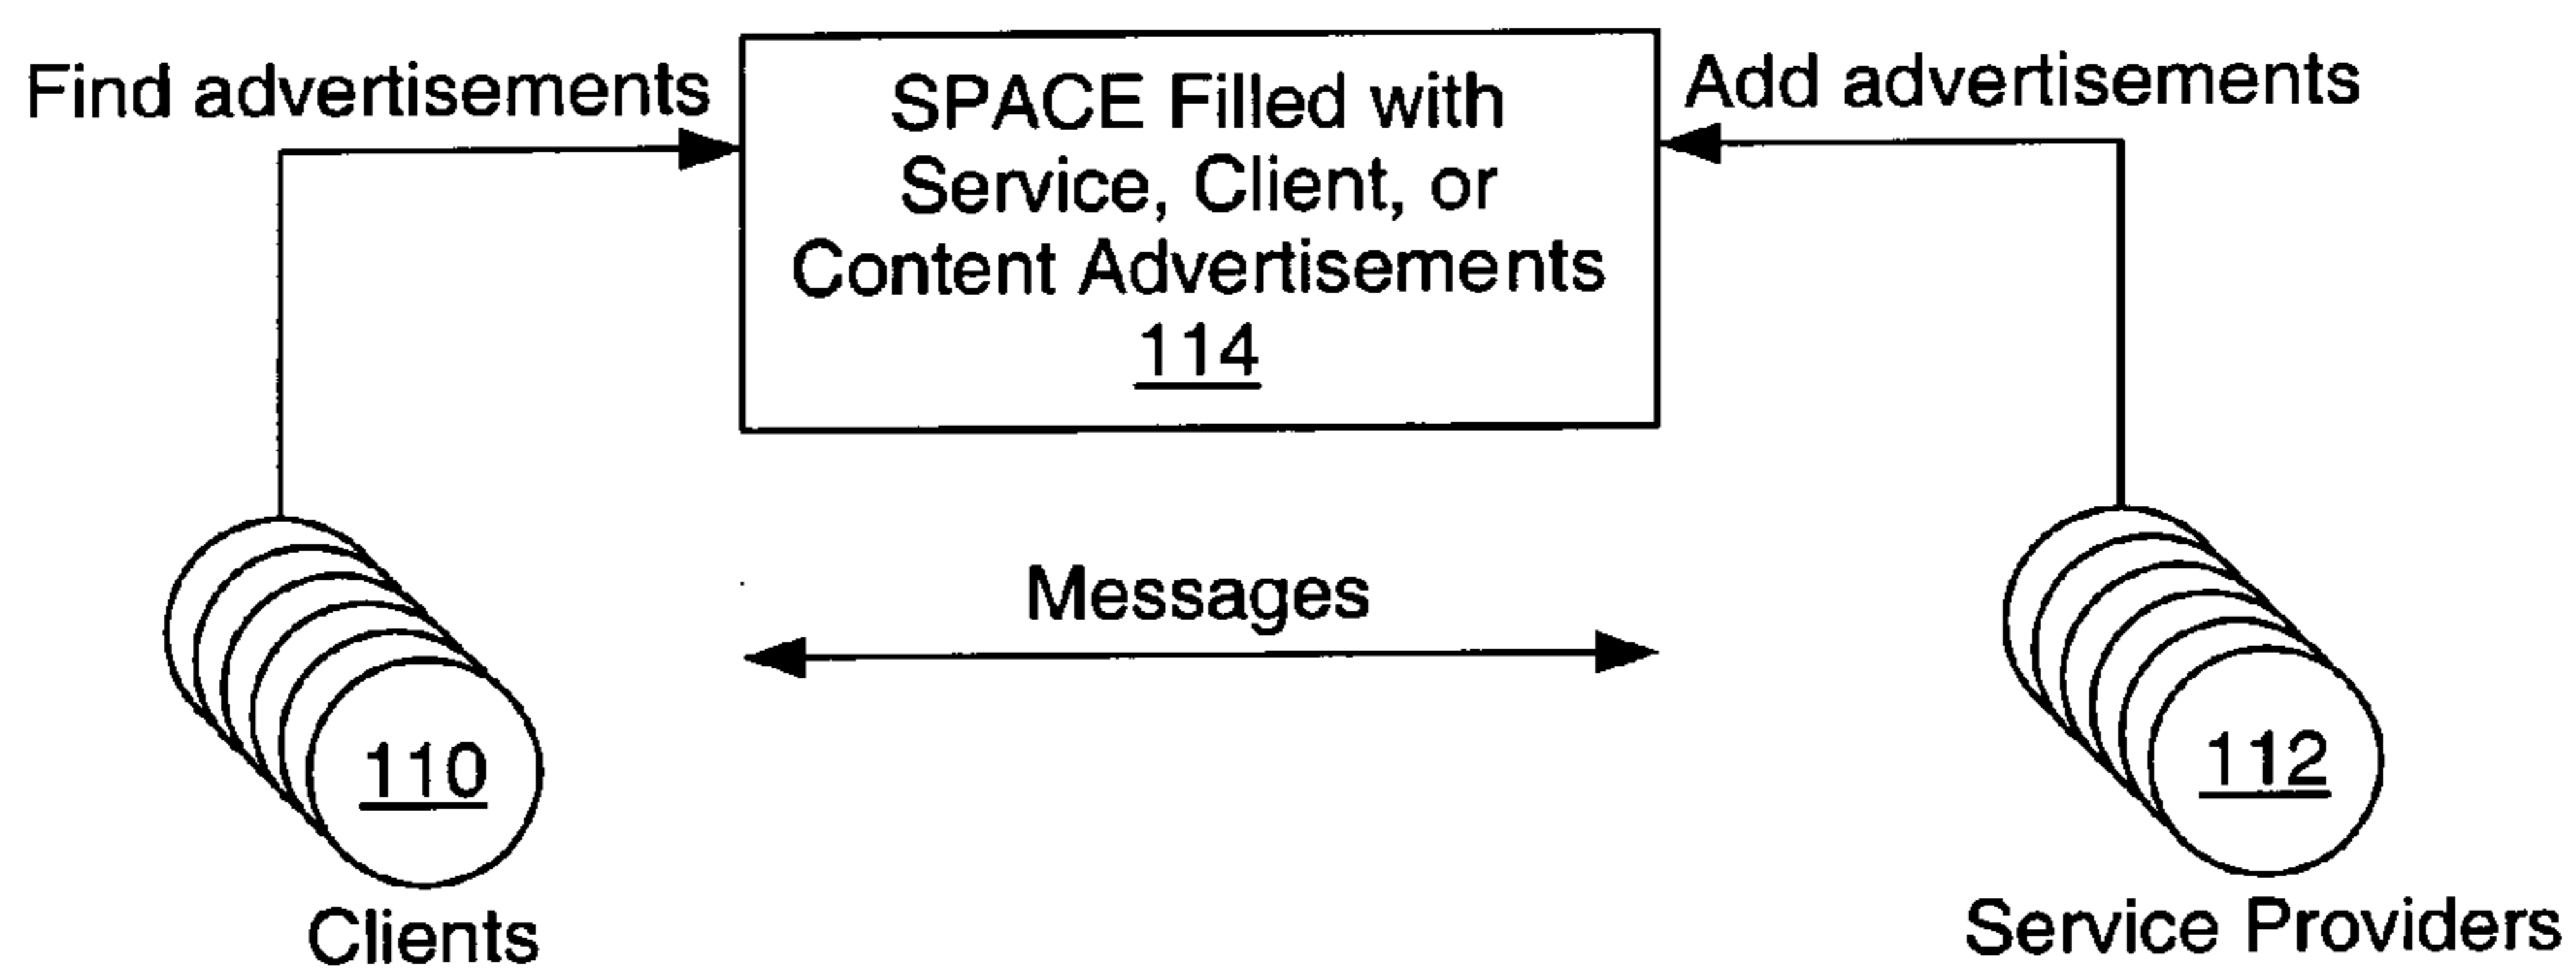 Find advertisements
SPACE Filled with
Service, Client, or
Content Advertisements
114
Add advertisements
Messages
110
Clients
112
Service Providers